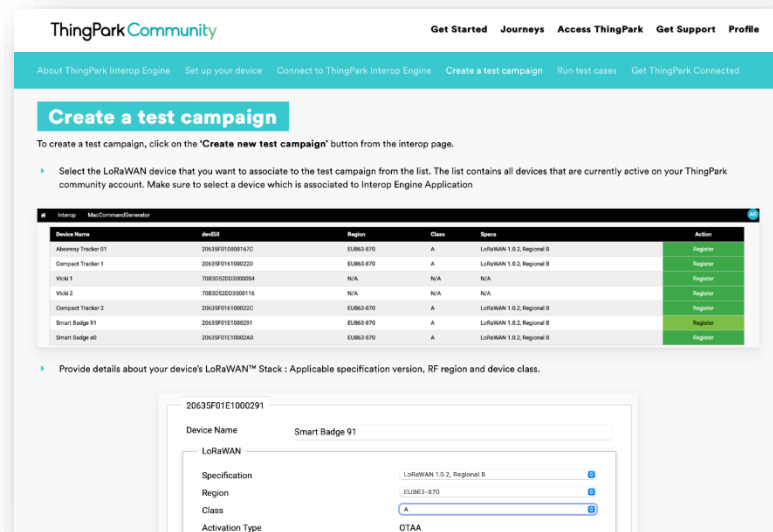 ThingPark Community
Get Started Journeys Access ThingPark Get Support Profile
About ThingPark Interop Engine Set up your device Connect to ThingPark Interop Engine Create a test campaign Run test cases Get ThingPark Connected
Create a test campaign
To create a test campaign, click on the "Create new test campaign" button from the interop page.
Select the LoRaWAN device that you want to associate to the test campaign from the list. The list contains all devices that are currently active on your ThingPark
community account. Make sure to select a device which is associated to Interop Engine Application
Interop MacCommandGenerator AR
Device Name devEUI Region Class Specs Action
Abeeway Tracker 01 20635F010800167C EU863-870 A LoRaWAN 1.0.2, Regional B Register
Compact Tracker 1 20635F016100022D EU863-870 A LoRaWAN 1.0.2, Regional B Register
Vicki 1 70B3D52DD3000054 N/A N/A N/A Register
Vicki 2 70B3D52DD3000116 N/A N/A N/A Register
Compact Tracker 2 20635F016100022C EU863-870 A LoRaWAN 1.0.2, Regional B Register
Smart Badge 91 20635F01E1000291 EU863-870 A LoRaWAN 1.0.2, Regional B Register
Smart Badge a0 20635F01E10002A0 EU863-870 A LoRaWAN 1.0.2, Regional B Register
Provide details about your device's LoRaWAN™ Stack : Applicable specification version, RF region and device class.
20635F01E1000291
Device Name Smart Badge 91
LoRaWAN
Specification LoRaWAN 1.0.2, Regional B
Region EU863-870
Class A
Activation Type OTAA